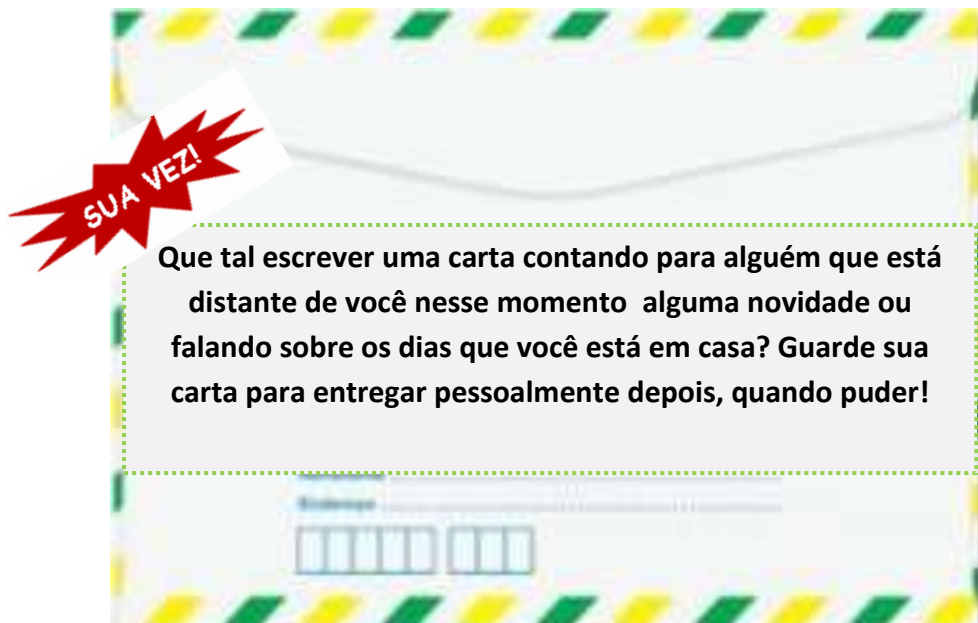 SUA VEZ!
Que tal escrever uma carta contando para alguém que está
distante de você nesse momento  alguma novidade ou
falando sobre os dias que você está em casa? Guarde sua
carta para entregar pessoalmente depois, quando puder!